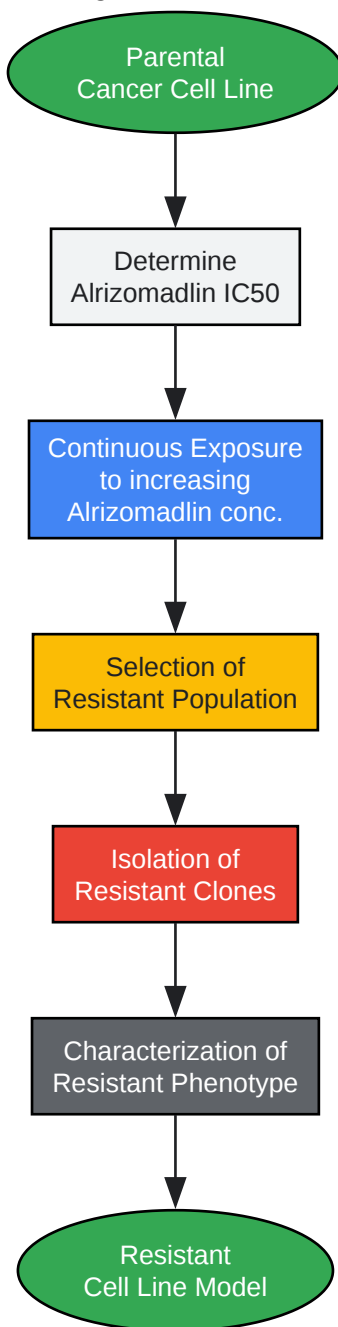 Parental
Cancer Cell Line
Determine
Alrizomadlin IC50
Continuous Exposure
to increasing
Alrizomadlin conc.
Selection of
Resistant Population
Isolation of
Resistant Clones
Characterization of
Resistant Phenotype
Resistant
Cell Line Model